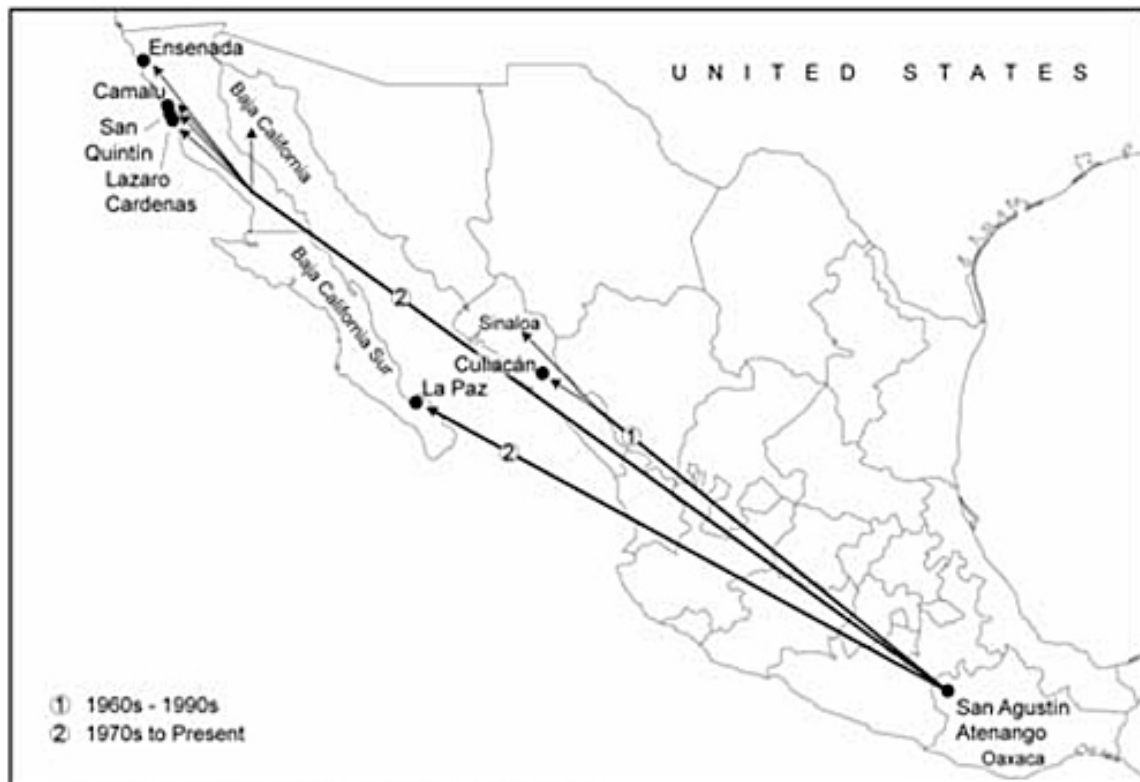 UNITED STATES
Ensenada
Camalu
San
Quintin
Lazaro
Cardenas
Baja California
Baja California Sur
2
Sinaloa
Culiacán
La Paz
1
2
① 1960s - 1990s
② 1970s to Present
San Agustin
Atenango
Oaxaca